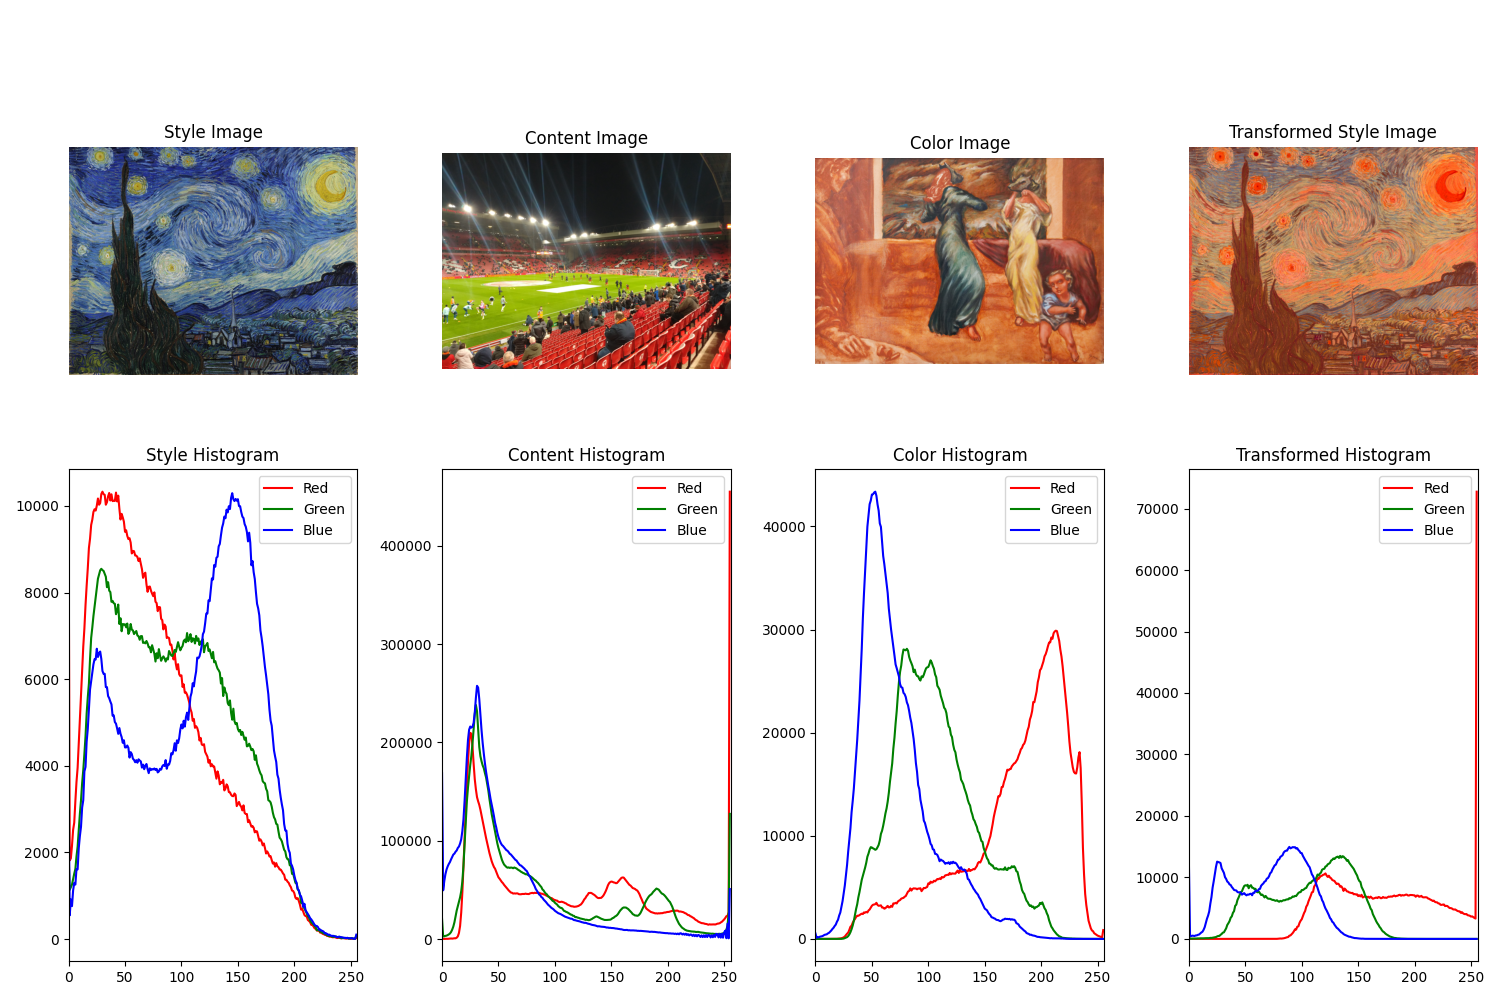 Style Image
Content Image
Color Image
Transformed Style Image
Style Histogram
Red
Green
Blue
10000
8000
6000
4000
2000
0
0 50 100 150 200 250
Content Histogram
Red
Green
Blue
400000
300000
200000
100000
0
0 50 100 150 200 250
Color Histogram
Red
Green
Blue
40000
30000
20000
10000
0
0 50 100 150 200 250
Transformed Histogram
Red
Green
Blue
70000
60000
50000
40000
30000
20000
10000
0
0 50 100 150 200 250